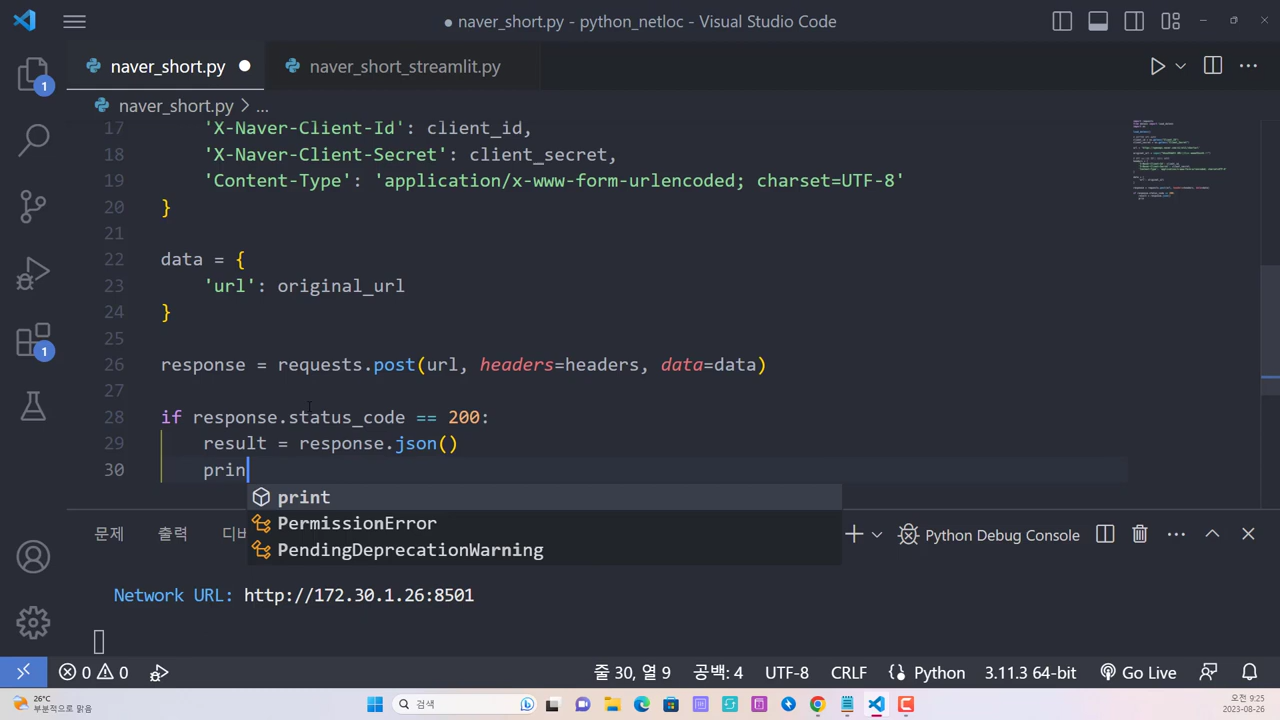 naver_short.py - python_netloc - Visual Studio Code
naver_short.py
naver_short_streamlit.py
naver_short.py > ...
17 'X-Naver-Client-Id': client_id,
18 'X-Naver-Client-Secret': client_secret,
19 'Content-Type': 'application/x-www-form-urlencoded; charset=UTF-8'
20 }
21
22 data = {
23 'url': original_url
24 }
25
26 response = requests.post(url, headers=headers, data=data)
27
28 if response.status_code == 200:
29 result = response.json()
30 prin
print
PermissionError
PendingDeprecationWarning
1
1
문제 출력 디버 Python Debug Console
Network URL: http://172.30.1.26:8501
0 0 줄 30, 열 9 공백: 4 UTF-8 CRLF Python 3.11.3 64-bit Go Live
26°C
부분적으로 맑음
검색
오전 9:25
2023-08-26